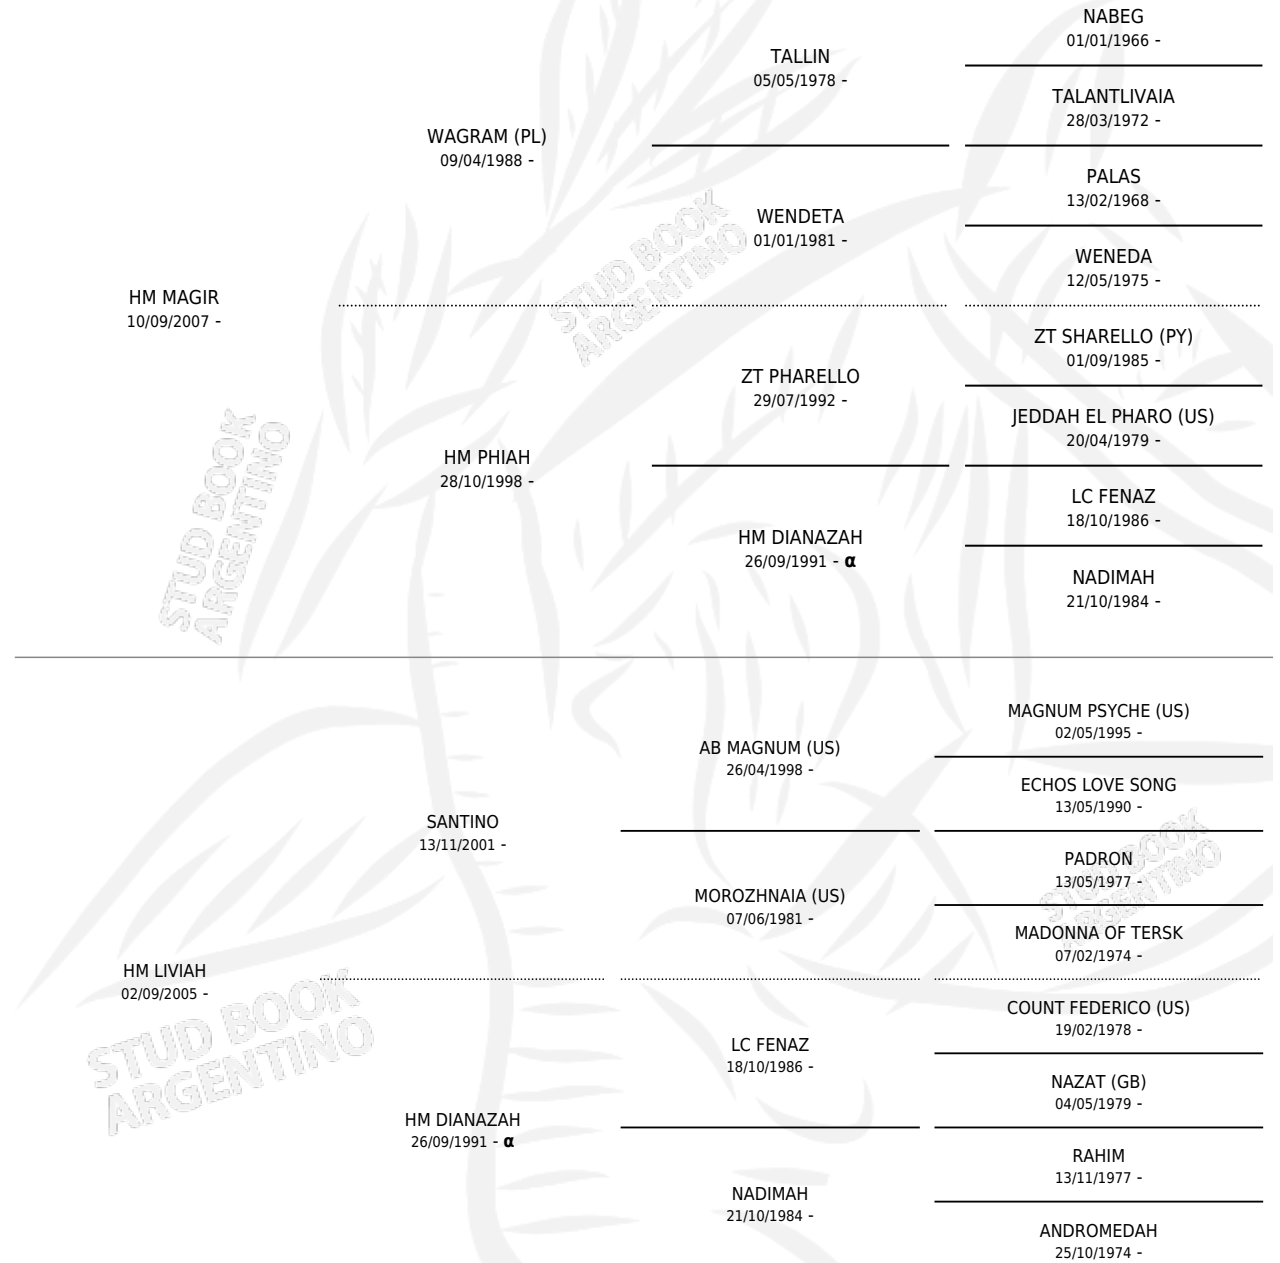 NABEG
01/01/1966 -
TALLIN
05/05/1978 -
TALANTLIVAIA
28/03/1972 -
WAGRAM (PL)
09/04/1988 -
PALAS
13/02/1968 -
WENDETA
01/01/1981 -
WENEDA
12/05/1975 -
HM MAGIR
10/09/2007 -
ZT SHARELLO (PY)
01/09/1985 -
ZT PHARELLO
29/07/1992 -
JEDDAH EL PHARO (US)
20/04/1979 -
HM PHIAH
28/10/1998 -
LC FENAZ
18/10/1986 -
HM DIANAZAH
26/09/1991 - α
NADIMAH
21/10/1984 -
STUD BOOK
ARGENTINO
STUD BOOK
ARGENTINO
MAGNUM PSYCHE (US)
02/05/1995 -
AB MAGNUM (US)
26/04/1998 -
ECHOS LOVE SONG
13/05/1990 -
SANTINO
13/11/2001 -
PADRON
13/05/1977 -
MOROZHNAIA (US)
07/06/1981 -
MADONNA OF TERSK
07/02/1974 -
HM LIVIAH
02/09/2005 -
COUNT FEDERICO (US)
19/02/1978 -
LC FENAZ
18/10/1986 -
NAZAT (GB)
04/05/1979 -
HM DIANAZAH
26/09/1991 - α
RAHIM
13/11/1977 -
NADIMAH
21/10/1984 -
ANDROMEDAH
25/10/1974 -
STUD BOOK
ARGENTINO
STUD BOOK
ARGENTINO